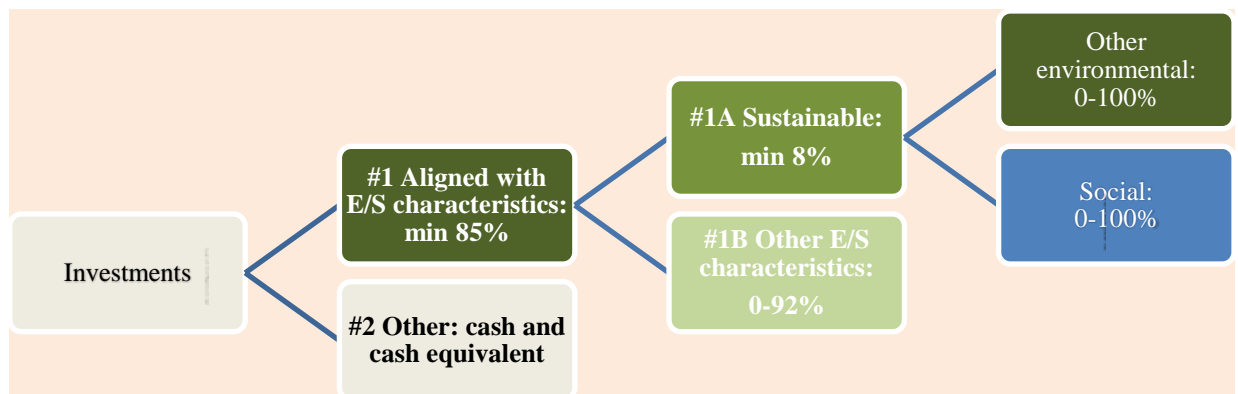 Investments
#1 Aligned with
E/S characteristics:
min 85%
#2 Other: cash and
cash equivalent
#1A Sustainable:
min 8%
#1B Other E/S
characteristics:
0-92%
Other
environmental:
0-100%
Social:
0-100%